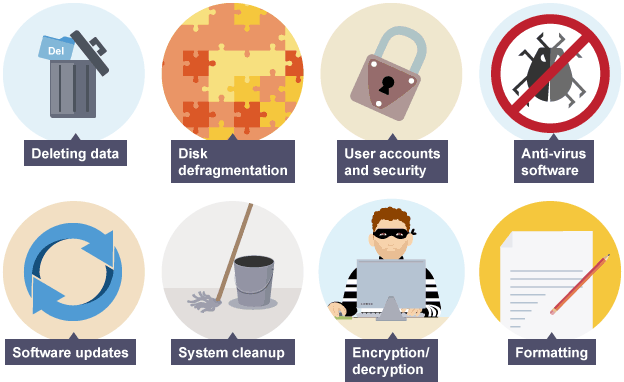 Del
Deleting data
Disk
defragmentation
User accounts
and security
Anti-virus
software
Software updates
System cleanup
Encryption/
decryption
Formatting